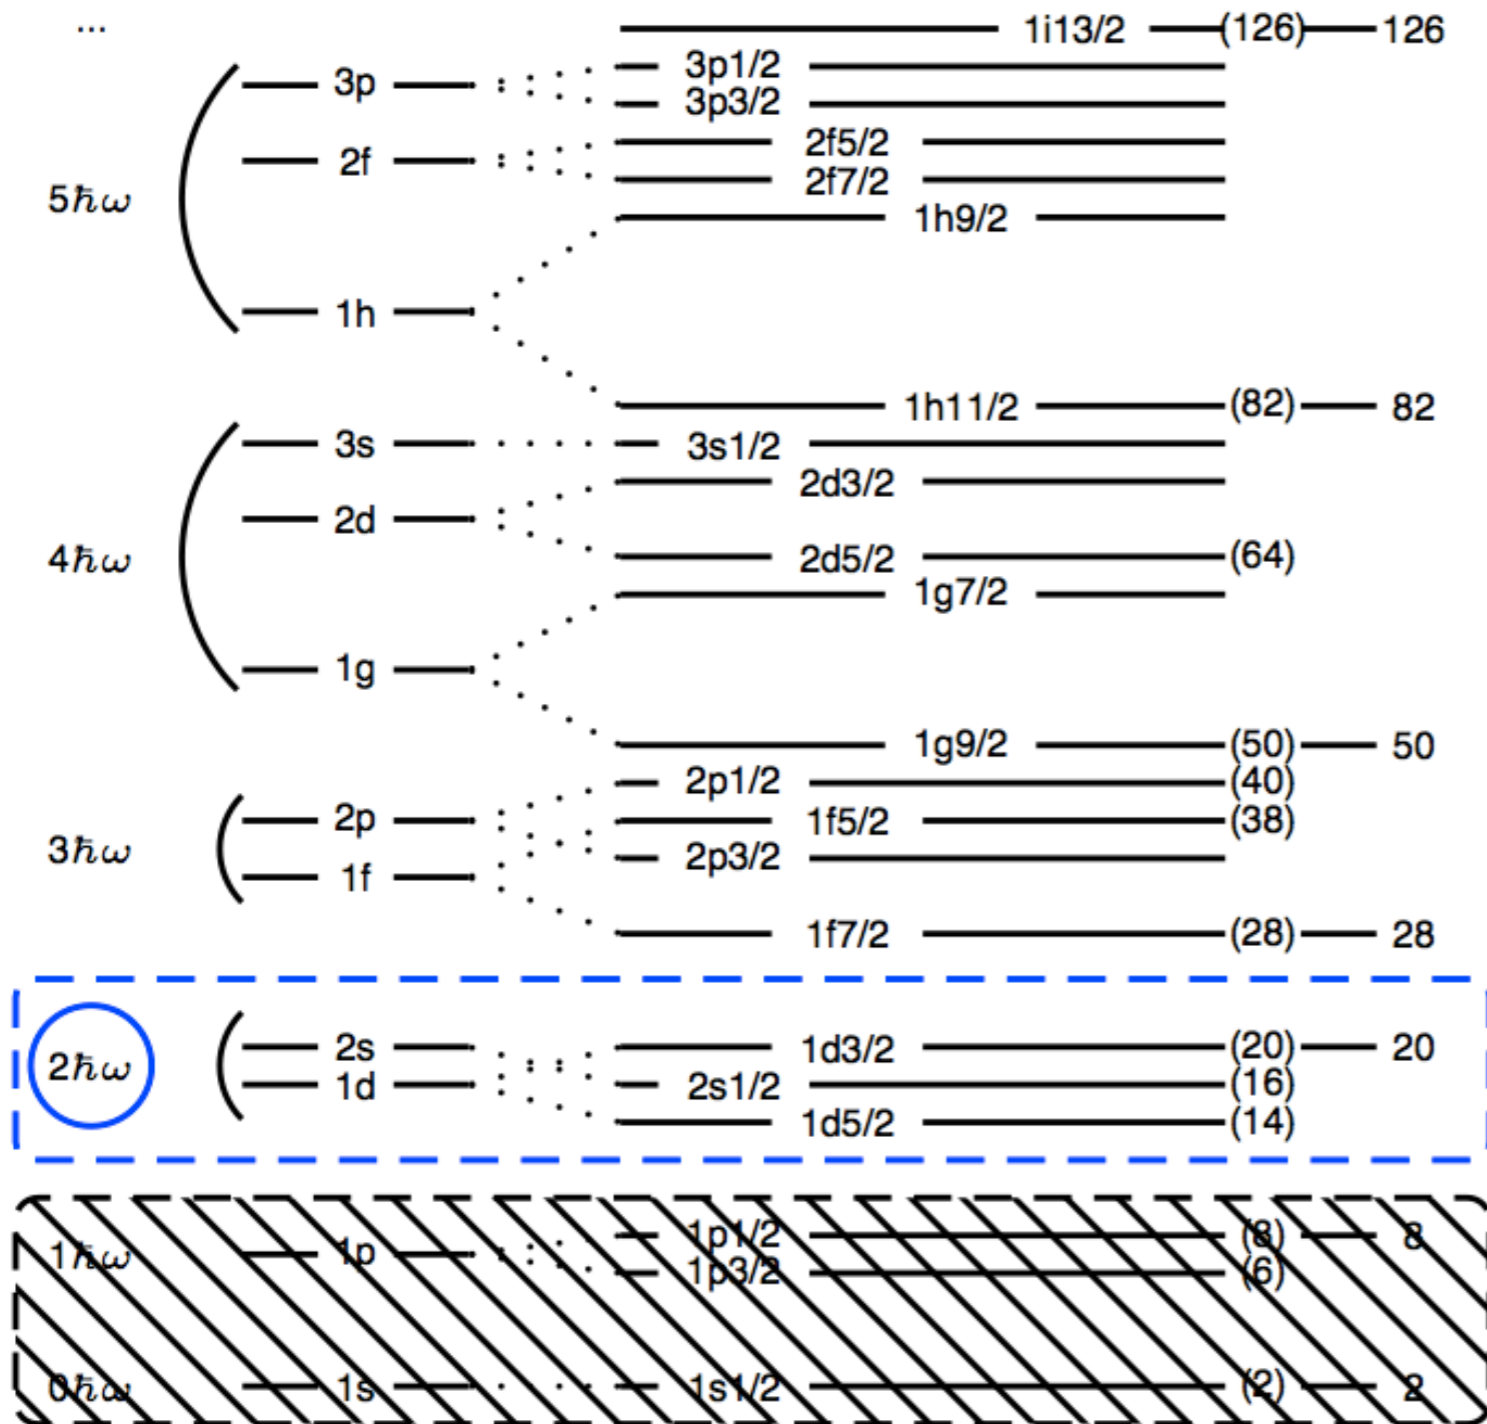 ... 1i13/2 (126) 126
3p 3p1/2
3p3/2
2f 2f5/2
2f7/2
5ℏω 1h9/2
1h
1h11/2 (82) 82
3s 3s1/2
2d3/2
2d
4ℏω 2d5/2 (64)
1g7/2
1g
1g9/2 (50) 50
2p1/2 (40)
2p 1f5/2 (38)
3ℏω 2p3/2
1f
1f7/2 (28) 28
2s 1d3/2 (20) 20
2ℏω
1d 2s1/2 (16)
1d5/2 (14)
1p1/2 (8) 8
1ℏω 1p
1p3/2 (6)
0ℏω 1s 1s1/2 (2) 2